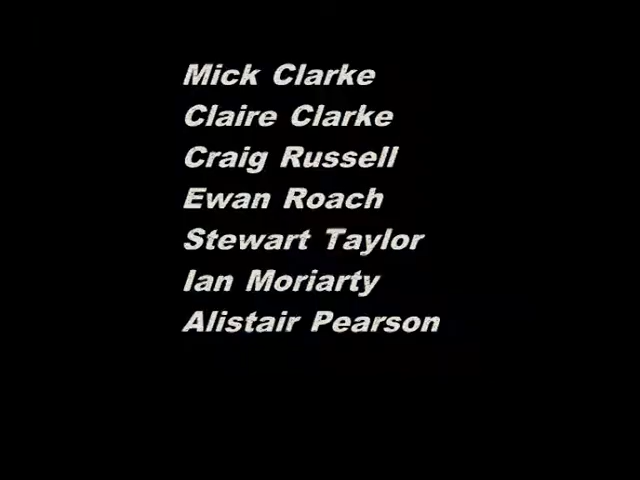 Mick Clarke
Claire Clarke
Craig Russell
Ewan Roach
Stewart Taylor
Ian Moriarty
Alistair Pearson